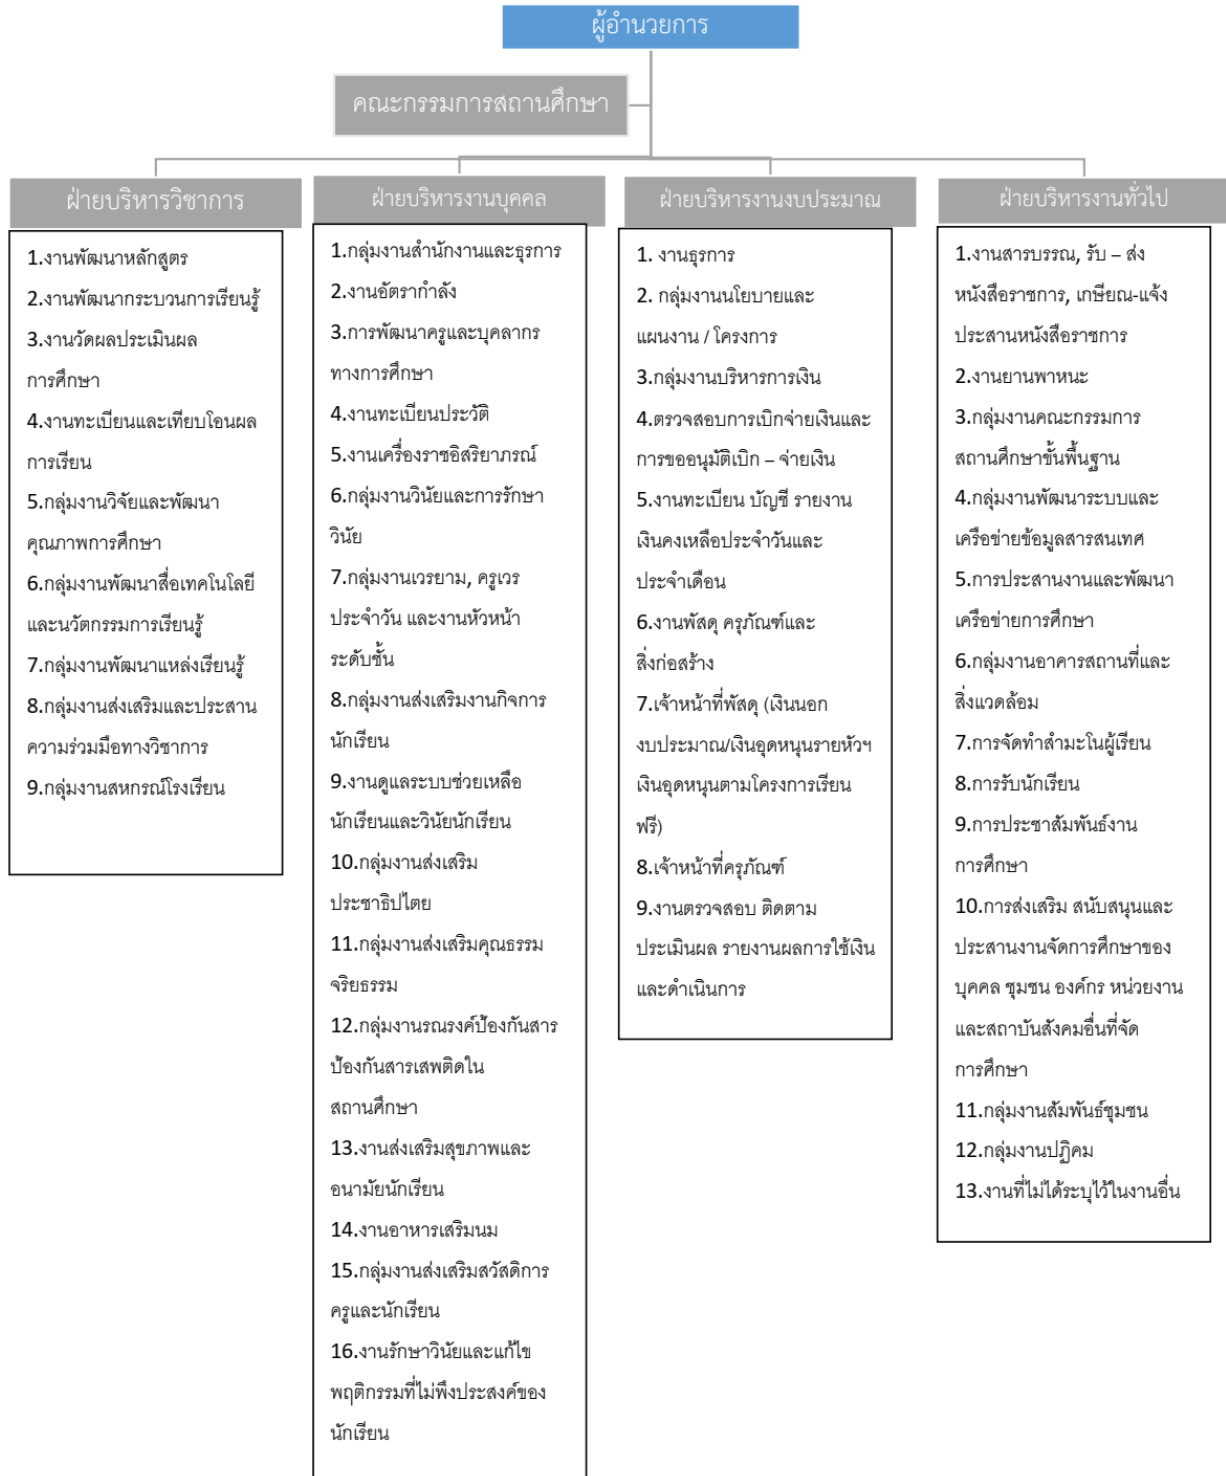 ผู้อำนวยการ
คณะกรรมการสถานศึกษา
ฝ่ายบริหารวิชาการ
1.งานพัฒนาหลักสูตร
2.งานพัฒนากระบวนการเรียนรู้
3.งานวัดผลประเมินผล
การศึกษา
4.งานทะเบียนและเทียบโอนผล
การเรียน
5.กลุ่มงานวิจัยและพัฒนา
คุณภาพการศึกษา
6.กลุ่มงานพัฒนาสื่อเทคโนโลยี
และนวัตกรรมการเรียนรู้
7.กลุ่มงานพัฒนาแหล่งเรียนรู้
8.กลุ่มงานส่งเสริมและประสาน
ความร่วมมือทางวิชาการ
9.กลุ่มงานสหกรณ์โรงเรียน
ฝ่ายบริหารงานบุคคล
1.กลุ่มงานสำนักงานและธุรการ
2.งานอัตรากำลัง
3.การพัฒนาครูและบุคลากร
ทางการศึกษา
4.งานทะเบียนประวัติ
5.งานเครื่องราชอิสริยาภรณ์
6.กลุ่มงานวินัยและการรักษา
วินัย
7.กลุ่มงานเวรยาม, ครูเวร
ประจำวัน และงานหัวหน้า
ระดับชั้น
8.กลุ่มงานส่งเสริมงานกิจการ
นักเรียน
9.งานดูแลระบบช่วยเหลือ
นักเรียนและวินัยนักเรียน
10.กลุ่มงานส่งเสริม
ประชาธิปไตย
11.กลุ่มงานส่งเสริมคุณธรรม
จริยธรรม
12.กลุ่มงานรณรงค์ป้องกันสาร
ป้องกันสารเสพติดใน
สถานศึกษา
13.งานส่งเสริมสุขภาพและ
อนามัยนักเรียน
14.งานอาหารเสริมนม
15.กลุ่มงานส่งเสริมสวัสดิการ
ครูและนักเรียน
16.งานรักษาวินัยและแก้ไข
พฤติกรรมที่ไม่พึงประสงค์ของ
นักเรียน
ฝ่ายบริหารงานงบประมาณ
1. งานธุรการ
2. กลุ่มงานนโยบายและ
แผนงาน / โครงการ
3.กลุ่มงานบริหารการเงิน
4.ตรวจสอบการเบิกจ่ายเงินและ
การขออนุมัติเบิก – จ่ายเงิน
5.งานทะเบียน บัญชี รายงาน
เงินคงเหลือประจำวันและ
ประจำเดือน
6.งานพัสดุ ครุภัณฑ์และ
สิ่งก่อสร้าง
7.เจ้าหน้าที่พัสดุ (เงินนอก
งบประมาณ/เงินอุดหนุนรายหัวฯ
เงินอุดหนุนตามโครงการเรียน
ฟรี)
8.เจ้าหน้าที่ครุภัณฑ์
9.งานตรวจสอบ ติดตาม
ประเมินผล รายงานผลการใช้เงิน
และดำเนินการ
ฝ่ายบริหารงานทั่วไป
1.งานสารบรรณ, รับ – ส่ง
หนังสือราชการ, เกษียณ-แจ้ง
ประสานหนังสือราชการ
2.งานยานพาหนะ
3.กลุ่มงานคณะกรรมการ
สถานศึกษาขั้นพื้นฐาน
4.กลุ่มงานพัฒนาระบบและ
เครือข่ายข้อมูลสารสนเทศ
5.การประสานงานและพัฒนา
เครือข่ายการศึกษา
6.กลุ่มงานอาคารสถานที่และ
สิ่งแวดล้อม
7.การจัดทำสำมะโนผู้เรียน
8.การรับนักเรียน
9.การประชาสัมพันธ์งาน
การศึกษา
10.การส่งเสริม สนับสนุนและ
ประสานงานจัดการศึกษาของ
บุคคล ชุมชน องค์กร หน่วยงาน
และสถาบันสังคมอื่นที่จัด
การศึกษา
11.กลุ่มงานสัมพันธ์ชุมชน
12.กลุ่มงานปฏิคม
13.งานที่ไม่ได้ระบุไว้ในงานอื่น